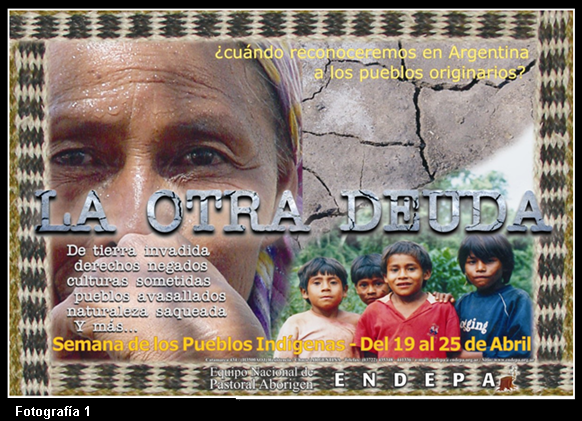 ¿cuándo reconoceremos en Argentina
a los pueblos originarios?
LA OTRA DEUDA
De tierra invadida
derechos negados
culturas sometidas
pueblos avasallados
naturaleza saqueada
Y más...
Semana de los Pueblos Indígenas - Del 19 al 25 de Abril
Equipo Nacional de
Pastoral Aborigen
ENDEPA
Fotografía 1